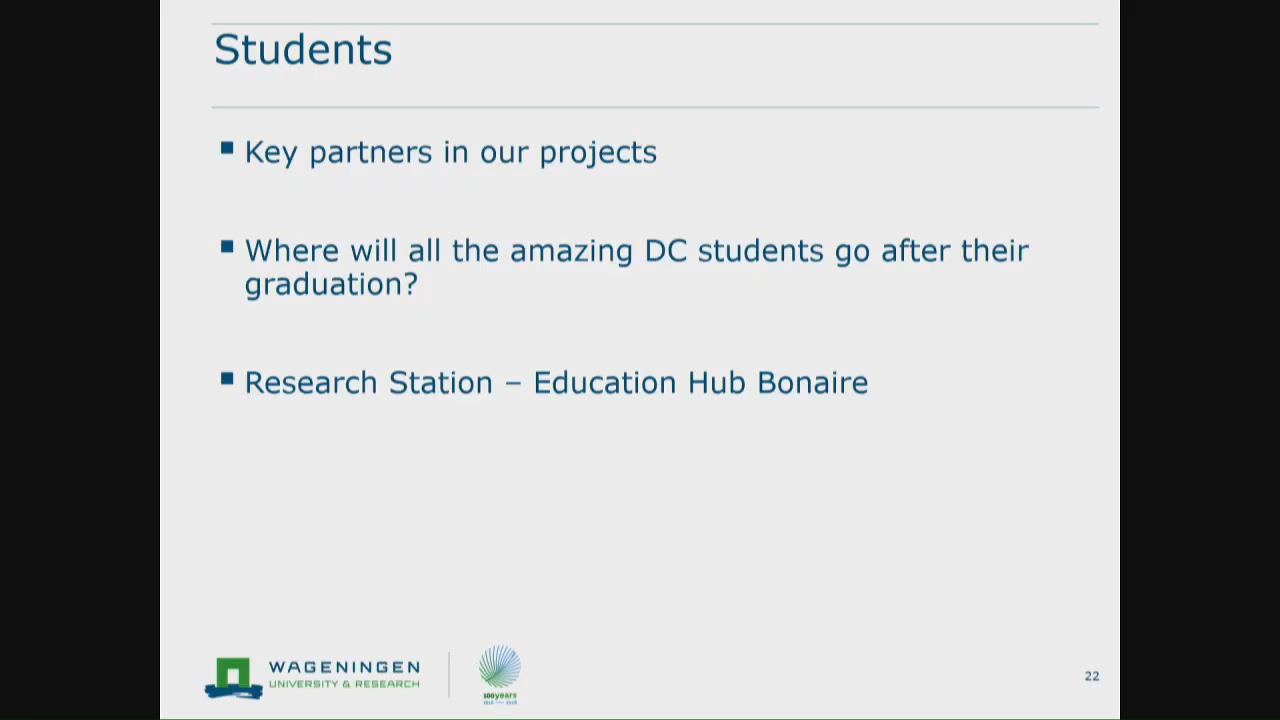 Students
Key partners in our projects
Where will all the amazing DC students go after their
graduation?
Research Station – Education Hub Bonaire
WAGENINGEN
UNIVERSITY & RESEARCH
100years
22